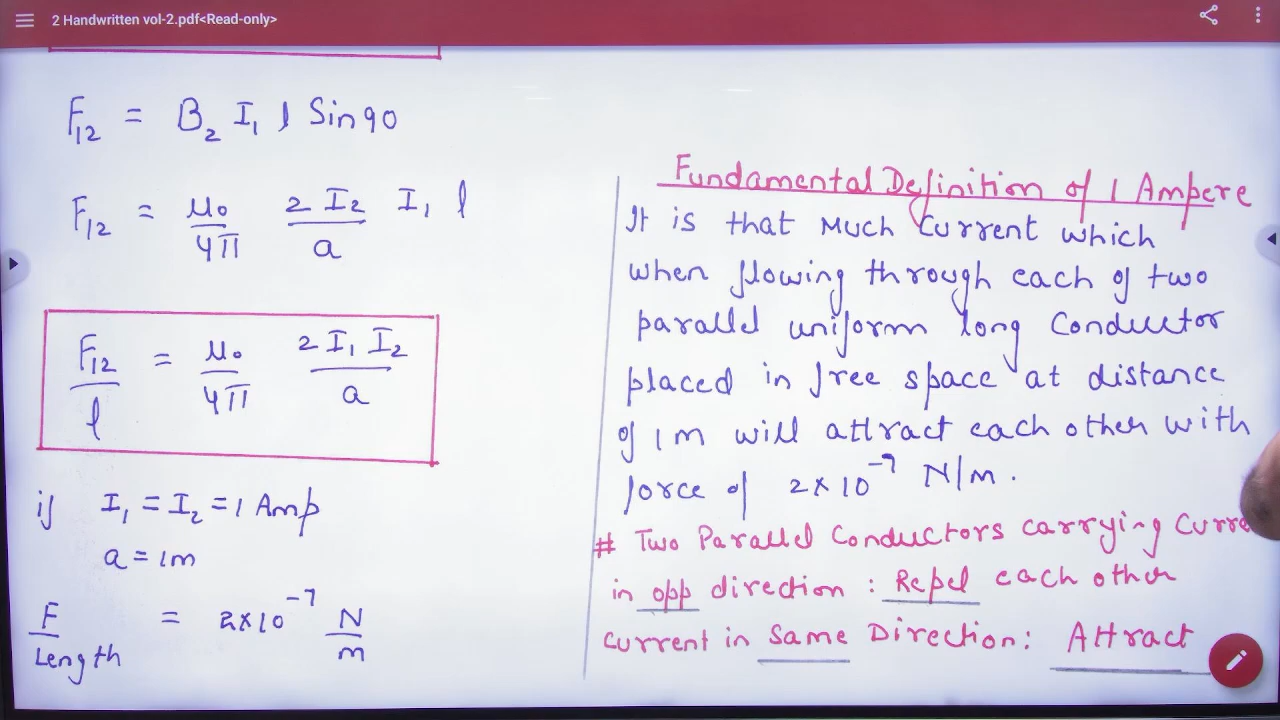 2 Handwritten vol-2.pdf<Read-only>
F₁₂ = B₂ I₁ l Sin90
F₁₂ = μ₀/4π 2I₂/a I₁ l
F₁₂/l = μ₀/4π 2I₁I₂/a
if I₁ = I₂ = 1 Amp
a = 1m
F/Length = 2×10⁻⁷ N/m
Fundamental Definition of 1 Ampere
It is that Much Current which
when flowing through each of two
parallel uniform long Conductor
placed in free space at distance
of 1m will attract each other with
force of 2×10⁻⁷ N/m.
# Two Parallel Conductors carrying Curre
in opp direction : Repel each other
current in Same Direction: Attract